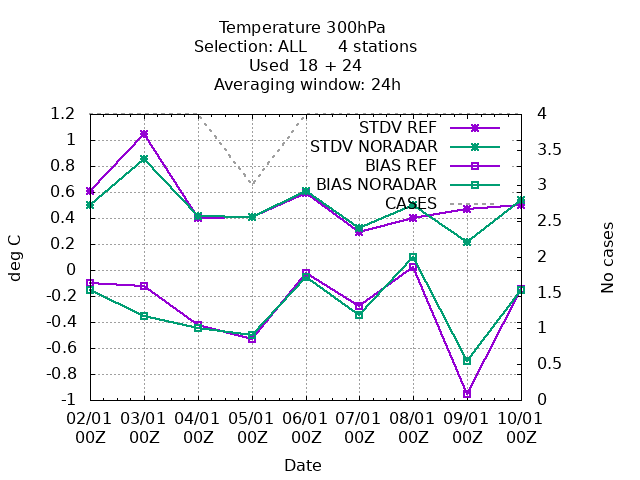 Temperature 300hPa
Selection: ALL      4 stations
Used  18 + 24
Averaging window: 24h
STDV REF
STDV NORADAR
BIAS REF
BIAS NORADAR
CASES
deg C
1.2
1
0.8
0.6
0.4
0.2
0
-0.2
-0.4
-0.6
-0.8
-1
4
3.5
3
2.5
2
1.5
1
0.5
0
No cases
02/01 03/01 04/01 05/01 06/01 07/01 08/01 09/01 10/01
00Z 00Z 00Z 00Z 00Z 00Z 00Z 00Z 00Z
Date